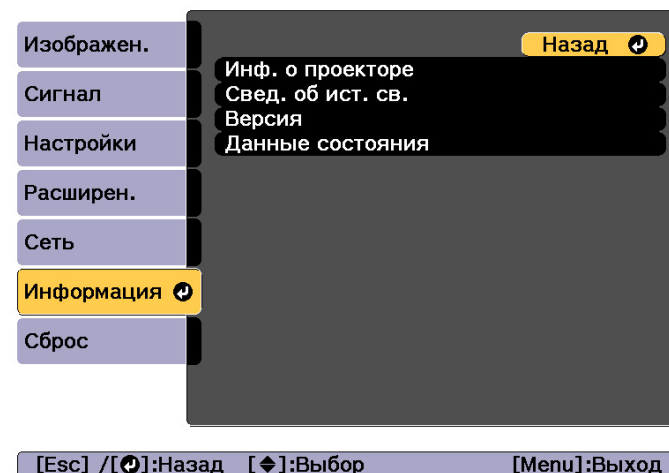 Изображен.
Сигнал
Настройки
Расширен.
Сеть
Информация
Сброс
Назад
Инф. о проекторе
Свед. об ист. св.
Версия
Данные состояния
[Esc] /[⏎]:Назад [◆]:Выбор [Menu]:Выход